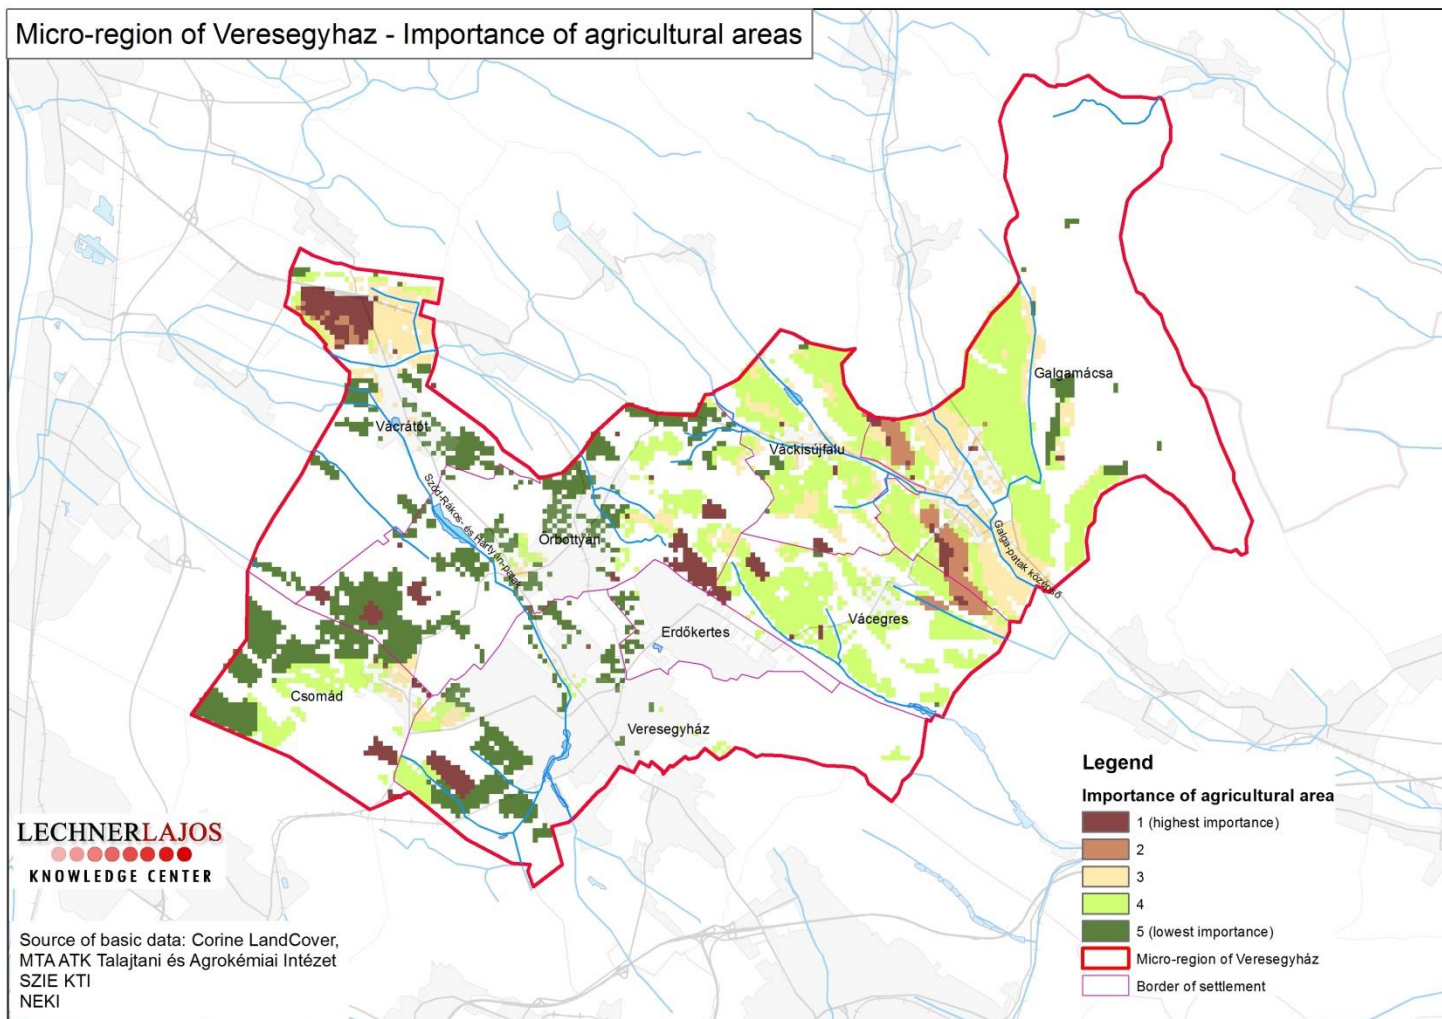 Micro-region of Veresegyhaz - Importance of agricultural areas
Galgamácsa
Vácrátót
Váckisújfalu
Sződ-Rákos- és Hartyán-patak
Őrbottyán
Galga-patak középső
Erdőkertes
Vácegres
Csomád
Veresegyház
Legend
Importance of agricultural area
1 (highest importance)
2
3
4
5 (lowest importance)
Micro-region of Veresegyház
Border of settlement
LECHNERLAJOS
KNOWLEDGE CENTER
Source of basic data: Corine LandCover,
MTA ATK Talajtani és Agrokémiai Intézet
SZIE KTI
NEKI